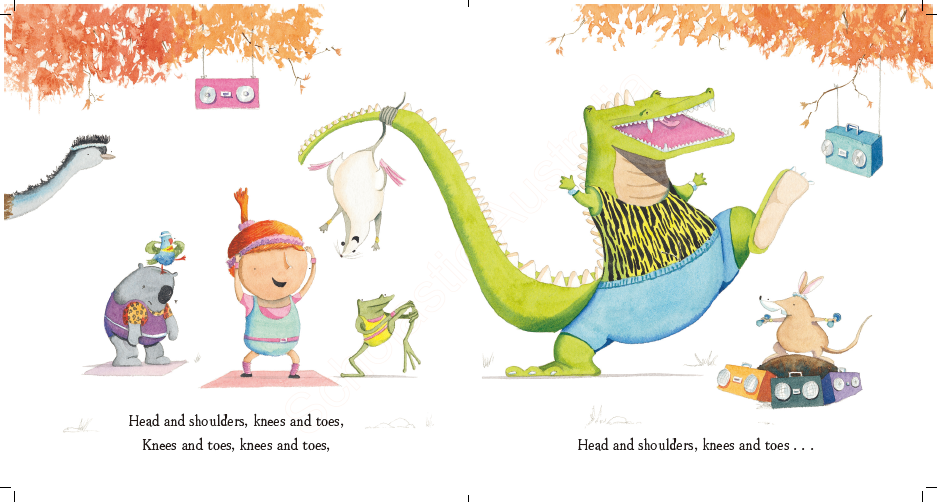 Head and shoulders, knees and toes,
Knees and toes, knees and toes,
Head and shoulders, knees and toes . . .